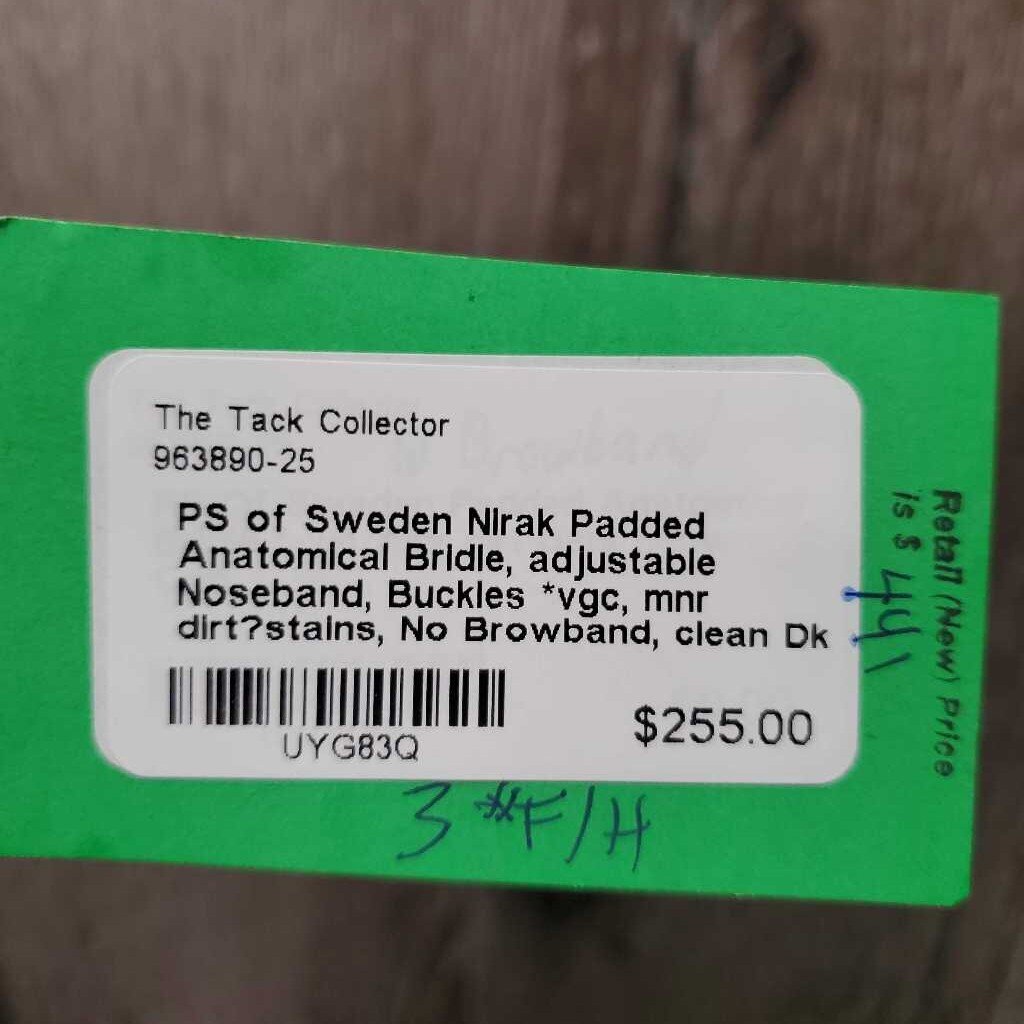 The Tack Collector
963890-25
PS of Sweden Nirak Padded
Anatomical Bridle, adjustable
Noseband, Buckles *vgc, mnr
dirt?stains, No Browband, clean Dk
UYG83Q
$255.00
3 F/H
Retail (New) Price
is $ 441